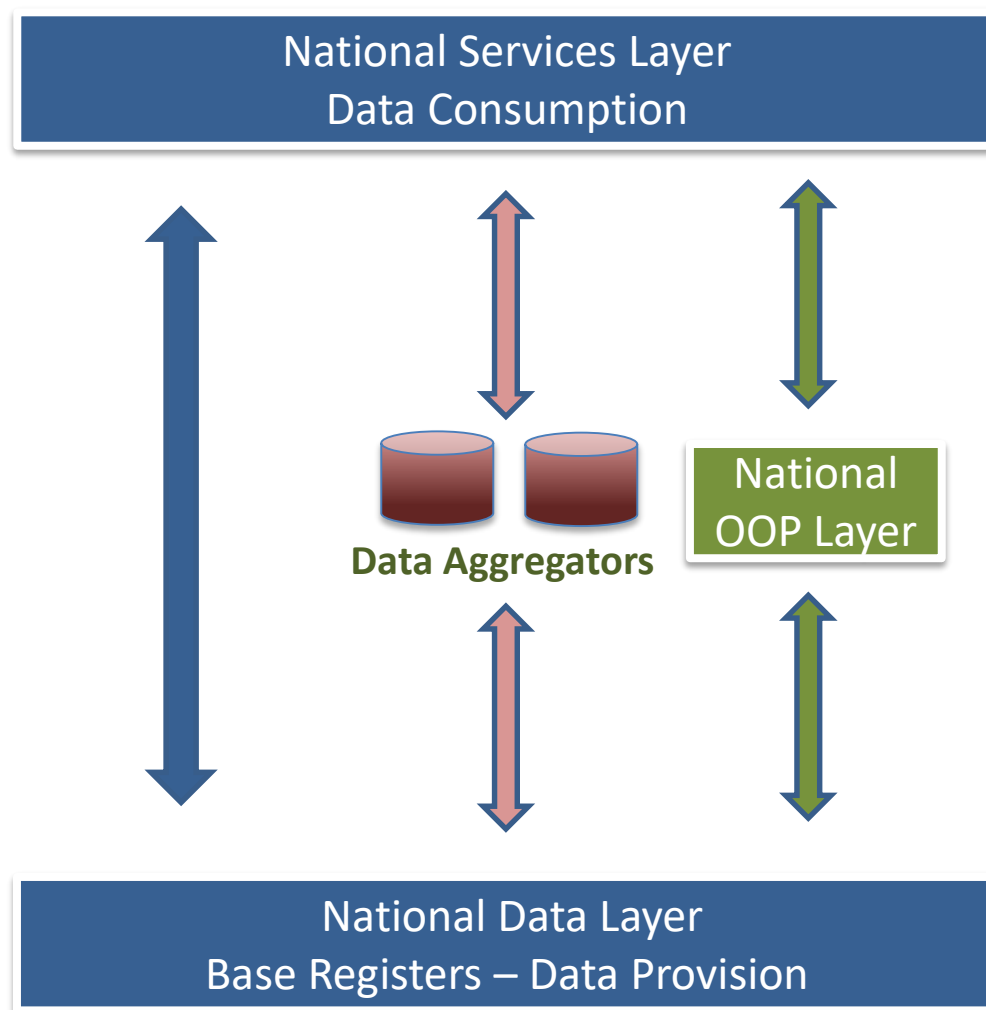 National Services Layer
Data Consumption
National
OOP Layer
Data Aggregators
National Data Layer
Base Registers – Data Provision